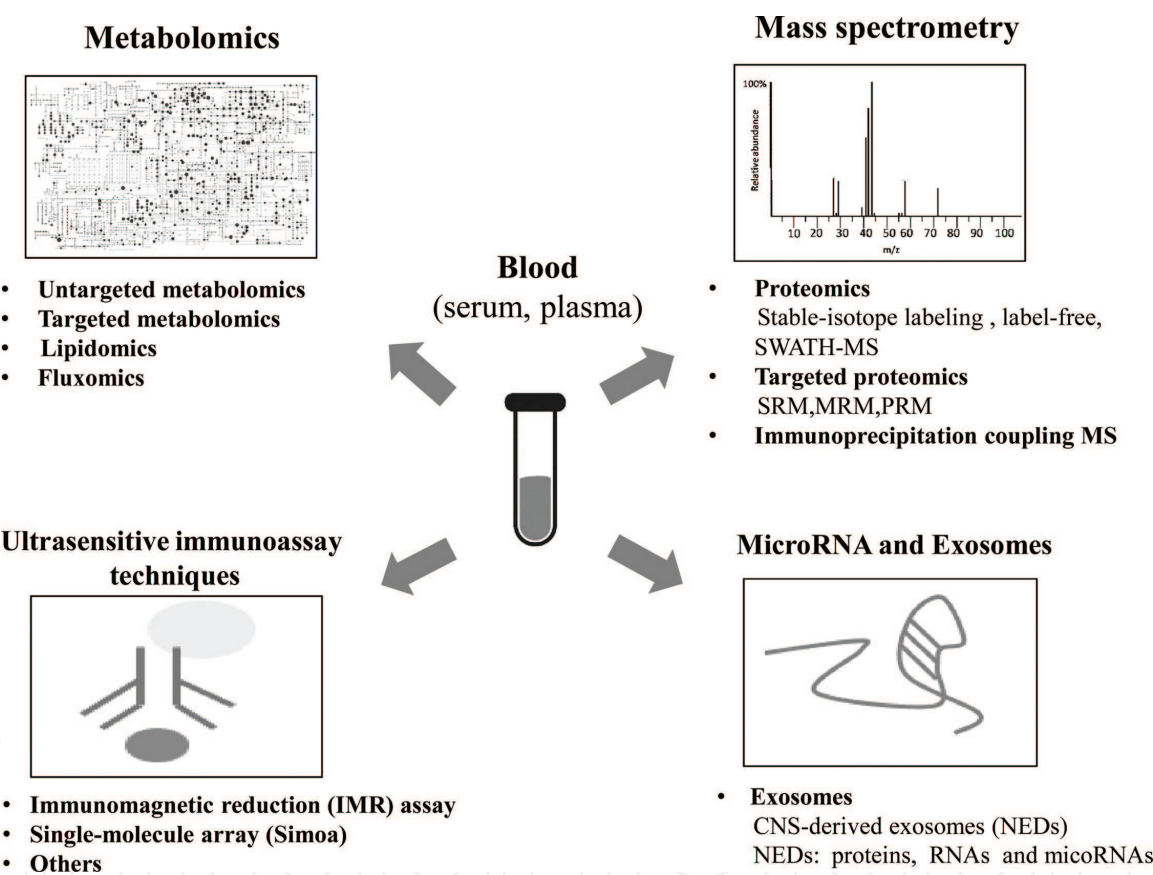 Metabolomics
• Untargeted metabolomics
• Targeted metabolomics
• Lipidomics
• Fluxomics
Mass spectrometry
100%
Relative abundance
10 20 30 40 50 60 70 80 90 100
m/z
• Proteomics
Stable-isotope labeling , label-free,
SWATH-MS
• Targeted proteomics
SRM,MRM,PRM
• Immunoprecipitation coupling MS
Blood
(serum, plasma)
Ultrasensitive immunoassay
techniques
• Immunomagnetic reduction (IMR) assay
• Single-molecule array (Simoa)
• Others
MicroRNA and Exosomes
• Exosomes
CNS-derived exosomes (NEDs)
NEDs: proteins, RNAs and micoRNAs